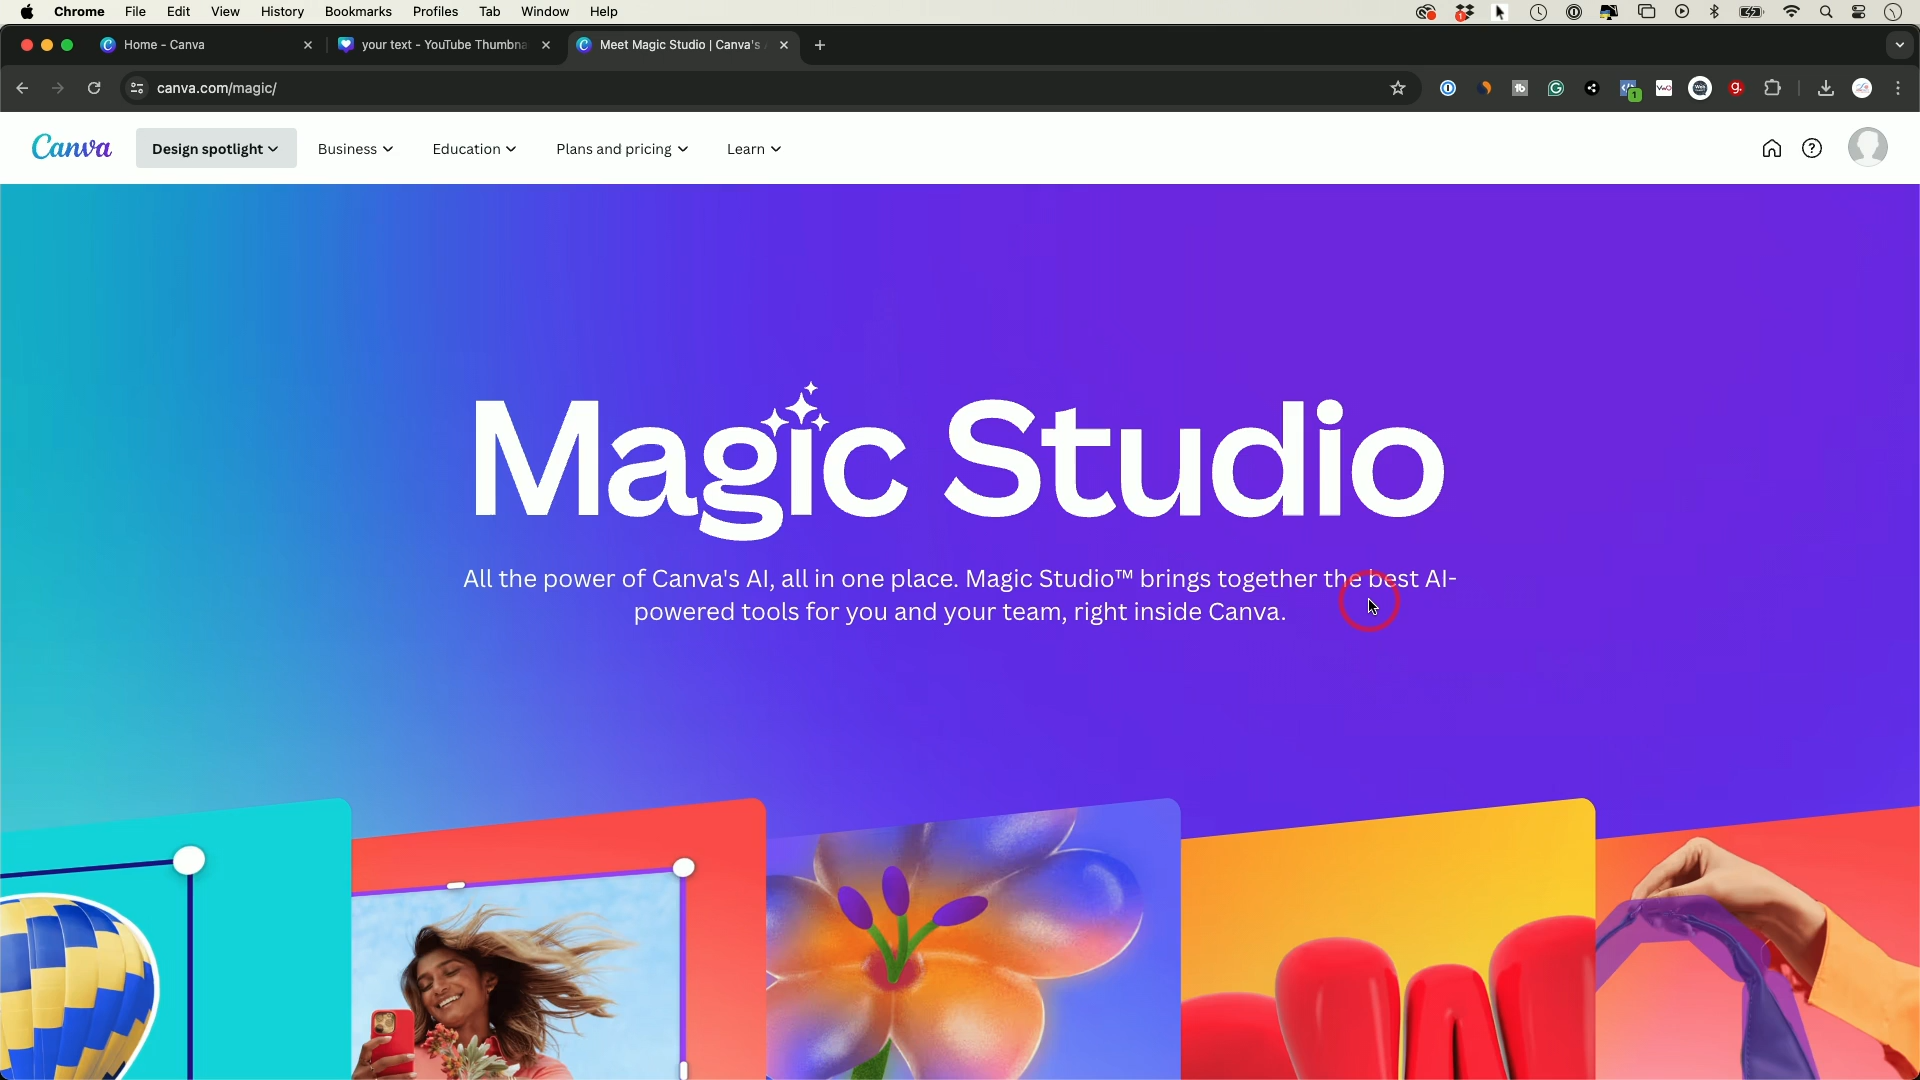 Chrome File Edit View History Bookmarks Profiles Tab Window Help
Home - Canva
your text - YouTube Thumbna
Meet Magic Studio | Canva's
canva.com/magic/
Canva
Design spotlight
Business
Education
Plans and pricing
Learn
Magic Studio
All the power of Canva's AI, all in one place. Magic Studio™ brings together the best AI-
powered tools for you and your team, right inside Canva.